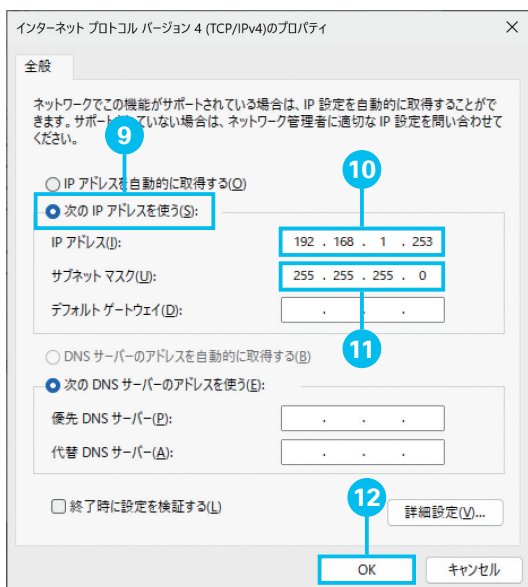 インターネット プロトコル バージョン 4 (TCP/IPv4)のプロパティ
全般
ネットワークでこの機能がサポートされている場合は、IP 設定を自動的に取得することがで
きます。サポートされていない場合は、ネットワーク管理者に適切な IP 設定を問い合わせて
ください。
9
IP アドレスを自動的に取得する(O)
10
次の IP アドレスを使う(S):
IP アドレス(I): 192 . 168 . 1 . 253
サブネット マスク(U): 255 . 255 . 255 . 0
デフォルト ゲートウェイ(D): . . .
11
DNS サーバーのアドレスを自動的に取得する(B)
次の DNS サーバーのアドレスを使う(E):
優先 DNS サーバー(P): . . .
代替 DNS サーバー(A): . . .
12
終了時に設定を検証する(L)
詳細設定(V)...
OK キャンセル